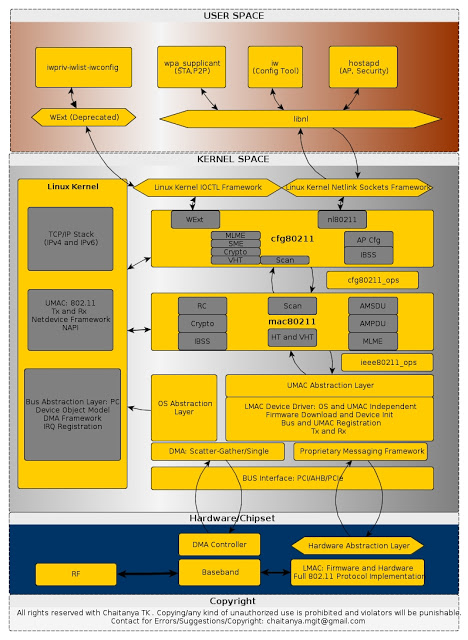 USER SPACE
iwpriv-iwlist-iwconfig
wpa_supplicant
(STA,P2P)
iw
(Config Tool)
hostapd
(AP, Security)
WExt (Deprecated)
libnl
KERNEL SPACE
Linux Kernel
Linux Kernel IOCTL Framework
Linux Kernel Netlink Sockets Framework
TCP/IP Stack
(IPv4 and IPv6)
WExt
nl80211
MLME
SME
Crypto
VHT
Scan
cfg80211
AP Cfg
IBSS
cfg80211_ops
UMAC: 802.11
Tx and Rx
Netdevice Framework
NAPI
RC
Crypto
IBSS
Scan
mac80211
HT and VHT
AMSDU
AMPDU
MLME
ieee80211_ops
Bus Abstraction Layer: PC
Device Object Model
DMA Framework
IRQ Registration
OS Abstraction
Layer
UMAC Abstraction Layer
LMAC Device Driver: OS and UMAC Independent
Firmware Download and Device Init
Bus and UMAC Registration
Tx and Rx
DMA: Scatter-Gather/Single
Proprietary Messaging Framework
BUS Interface: PCI/AHB/PCIe
Hardware/Chipset
DMA Controller
Hardware Abstraction Layer
RF
Baseband
LMAC: Firmware and Hardware
Full 802.11 Protocol Implementation
Copyright
All rights reserved with Chaitanya TK . Copying/any kind of unauthorized use is prohibited and violators will be punishable.
Contact for Errors/Suggestions/Copyright: chaitanya.mgit@gmail.com